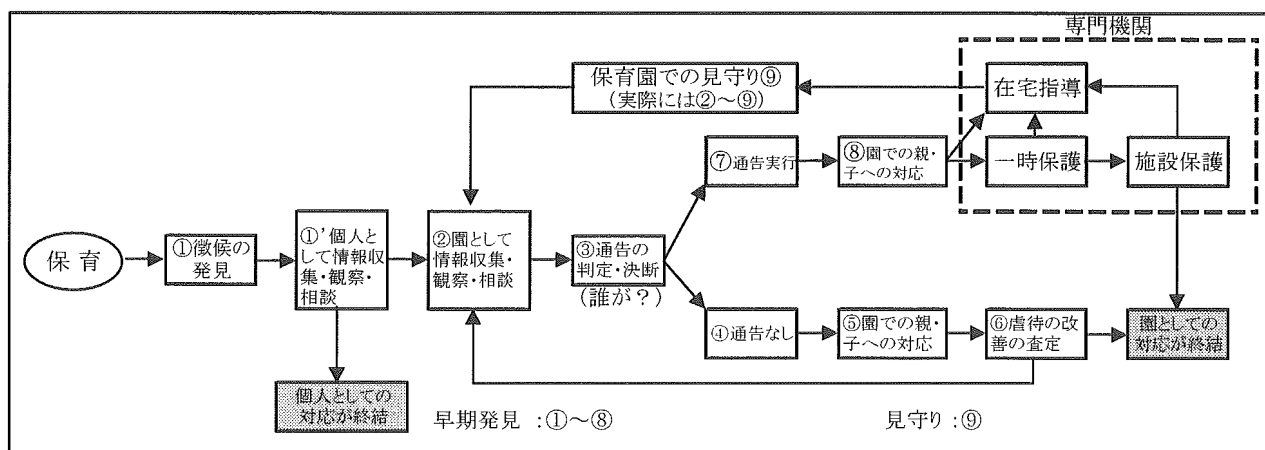 専門機関
保育園での見守り⑨
(実際には②〜⑨)
在宅指導
⑦通告実行
⑧園での親・
子への対応
一時保護
施設保護
保 育
①徴候の
発見
①’個人と
して情報収
集・観察・
相談
②園として
情報収集・
観察・相談
③通告の
判定・決断
(誰が？)
④通告なし
⑤園での親・
子への対応
⑥虐待の改
善の査定
園としての
対応が終結
個人としての
対応が終結
早期発見 :①〜⑧
見守り :⑨